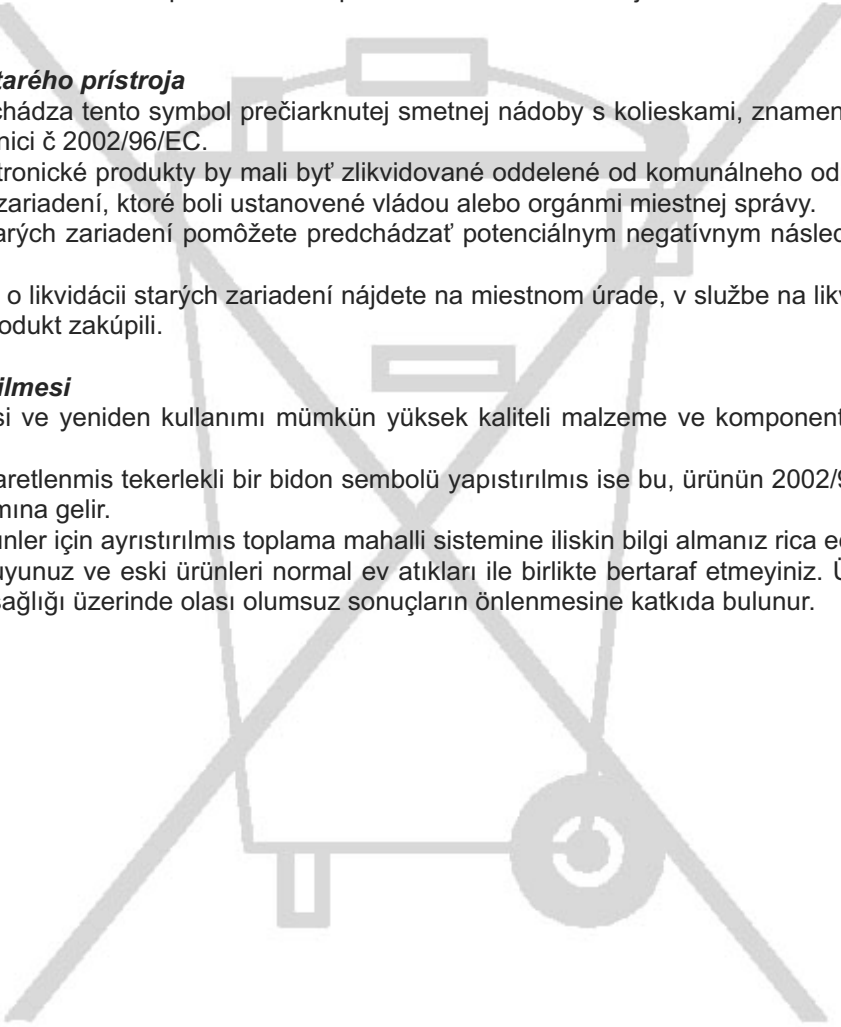 tarého prístroja
chádza tento symbol prečiarknutej smetnej nádoby s kolieskami, znamen
nici č 2002/96/EC.
tronické produkty by mali byť zlikvidované oddelené od komunálneho od
zariadení, ktoré boli ustanovené vládou alebo orgánmi miestnej správy.
arých zariadení pomôžete predchádzať potenciálnym negatívnym násled
o likvidácii starých zariadení nájdete na miestnom úrade, v službe na lik
rodukt zakúpili.
ilmesi
si ve yeniden kullanımı mümkün yüksek kaliteli malzeme ve komponent
aretlenmis tekerlekli bir bidon sembolü yapıstırılmıs ise bu, ürünün 2002/9
mına gelir.
ünler için ayrıstırılmıs toplama mahalli sistemine iliskin bilgi almanız rica e
uyunuz ve eski ürünleri normal ev atıkları ile birlikte bertaraf etmeyiniz. Ü
sağlığı üzerinde olası olumsuz sonuçların önlenmesine katkıda bulunur.